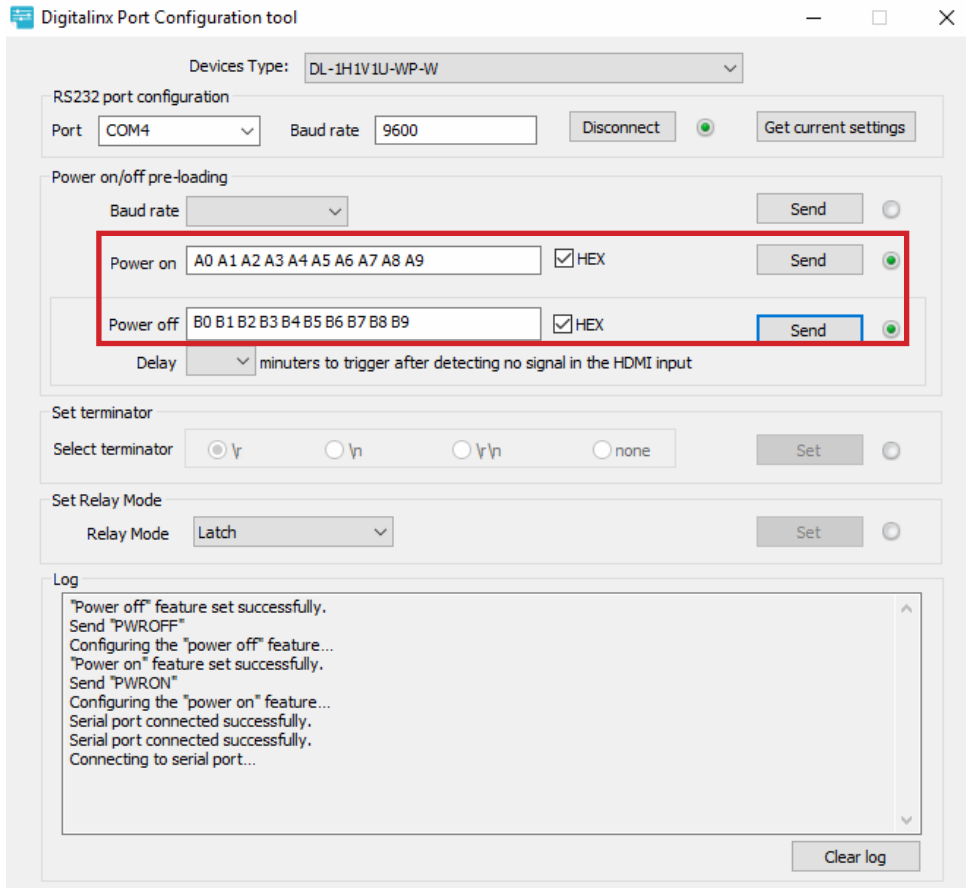 Digitalinx Port Configuration tool
Devices Type: DL-1H1V1U-WP-W
RS232 port configuration
Port COM4 Baud rate 9600 Disconnect Get current settings
Power on/off pre-loading
Baud rate Send
Power on A0 A1 A2 A3 A4 A5 A6 A7 A8 A9 HEX Send
Power off B0 B1 B2 B3 B4 B5 B6 B7 B8 B9 HEX Send
Delay minuters to trigger after detecting no signal in the HDMI input
Set terminator
Select terminator \r \n \r\n none Set
Set Relay Mode
Relay Mode Latch Set
Log
"Power off" feature set successfully.
Send "PWROFF"
Configuring the "power off" feature...
"Power on" feature set successfully.
Send "PWRON"
Configuring the "power on" feature...
Serial port connected successfully.
Serial port connected successfully.
Connecting to serial port...
Clear log